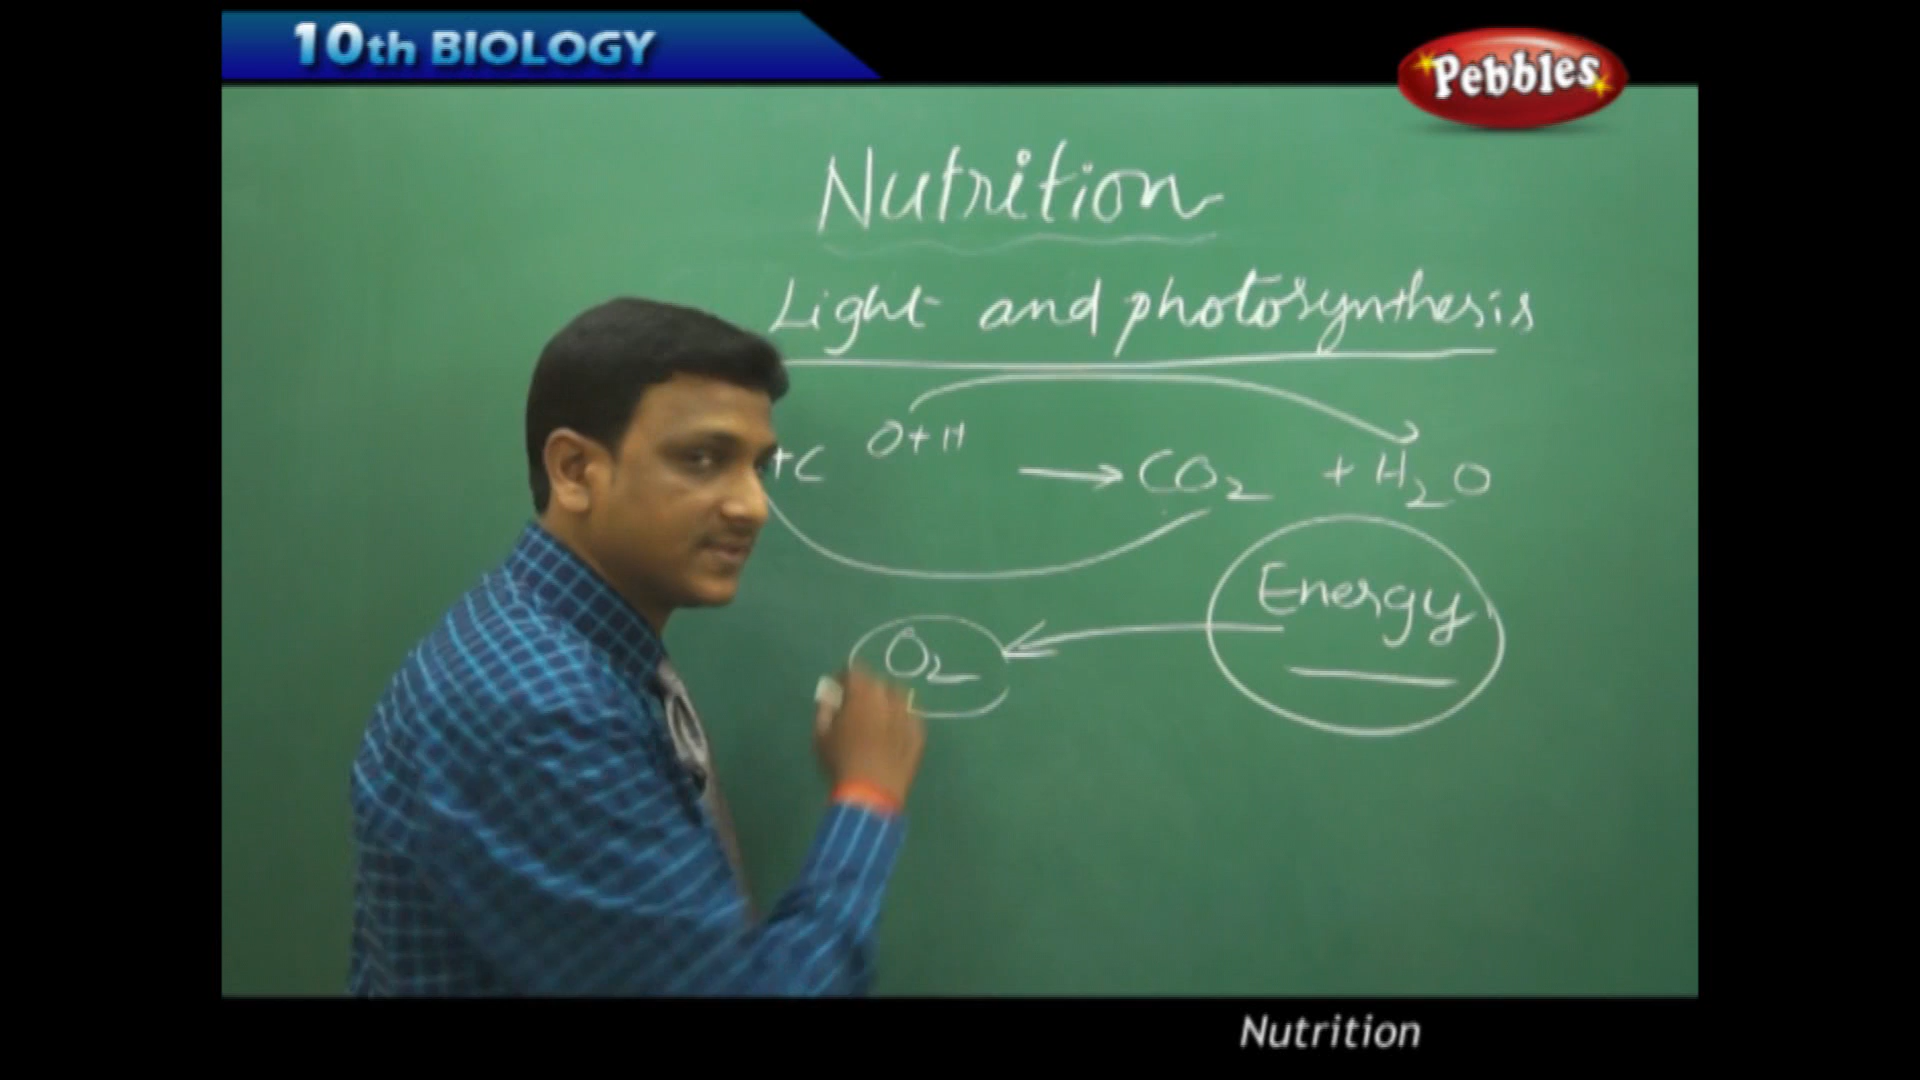 10th BIOLOGY
Pebbles
Nutrition
Light and photosynthesis
+C O+H → CO2 + H2O
Energy
O2
Nutrition